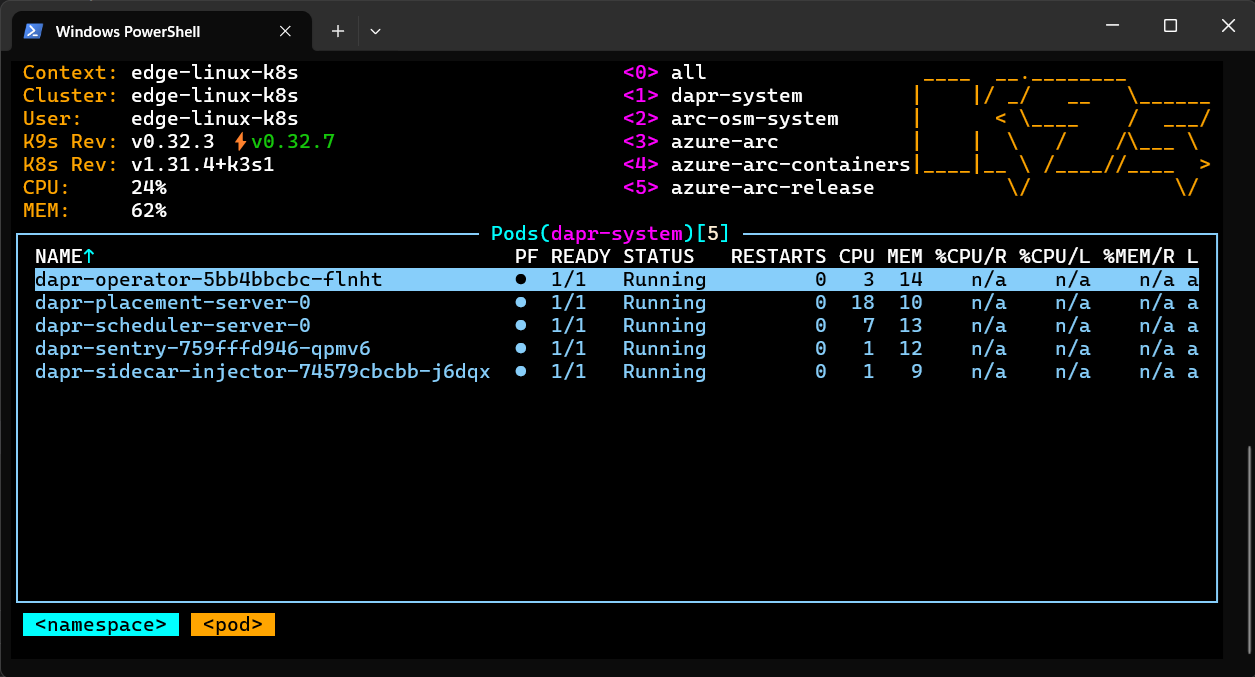 Windows PowerShell
Context: edge-linux-k8s <0> all
Cluster: edge-linux-k8s <1> dapr-system
User: edge-linux-k8s <2> arc-osm-system
K9s Rev: v0.32.3 ⚡v0.32.7 <3> azure-arc
K8s Rev: v1.31.4+k3s1 <4> azure-arc-containers
CPU: 24% <5> azure-arc-release
MEM: 62%
Pods(dapr-system)[5]
NAME↑ PF READY STATUS RESTARTS CPU MEM %CPU/R %CPU/L %MEM/R L
dapr-operator-5bb4bbcbc-flnht ● 1/1 Running 0 3 14 n/a n/a n/a a
dapr-placement-server-0 ● 1/1 Running 0 18 10 n/a n/a n/a a
dapr-scheduler-server-0 ● 1/1 Running 0 7 13 n/a n/a n/a a
dapr-sentry-759fffd946-qpmv6 ● 1/1 Running 0 1 12 n/a n/a n/a a
dapr-sidecar-injector-74579cbcbb-j6dqx ● 1/1 Running 0 1 9 n/a n/a n/a a
<namespace> <pod>